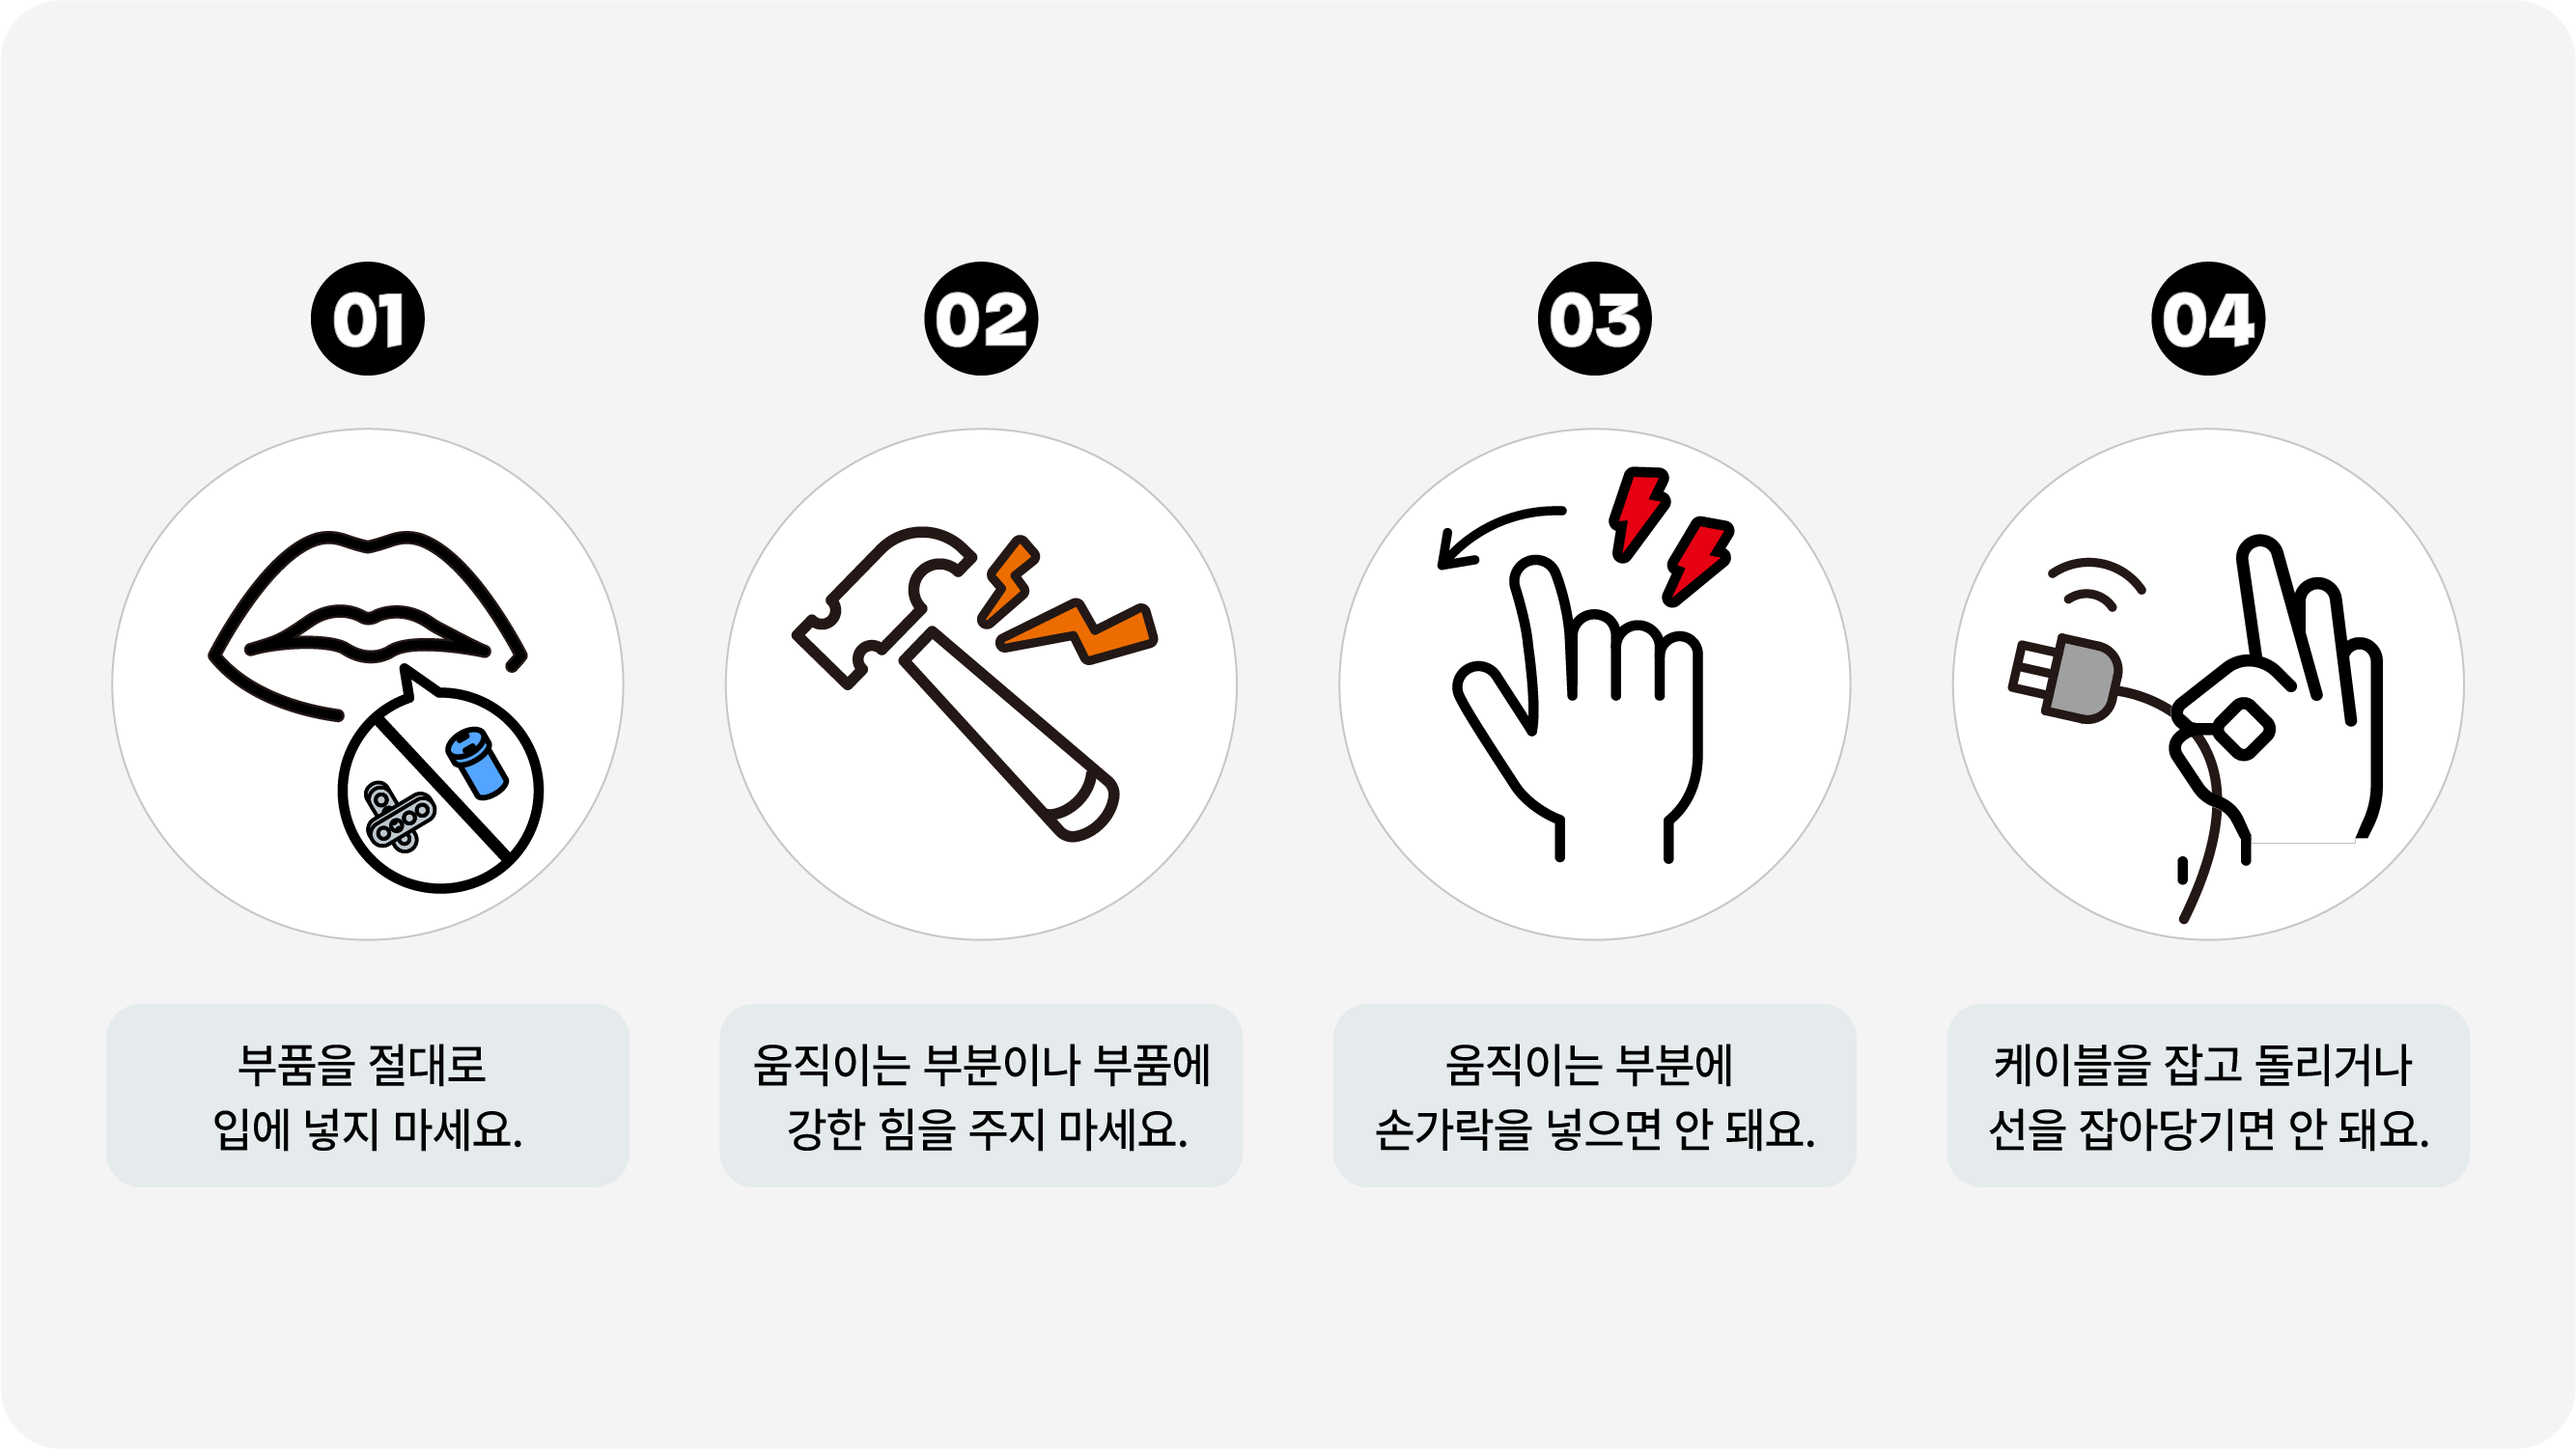 01
부품을 절대로
입에 넣지 마세요.
02
움직이는 부분이나 부품에
강한 힘을 주지 마세요.
03
움직이는 부분에
손가락을 넣으면 안 돼요.
04
케이블을 잡고 돌리거나
선을 잡아당기면 안 돼요.